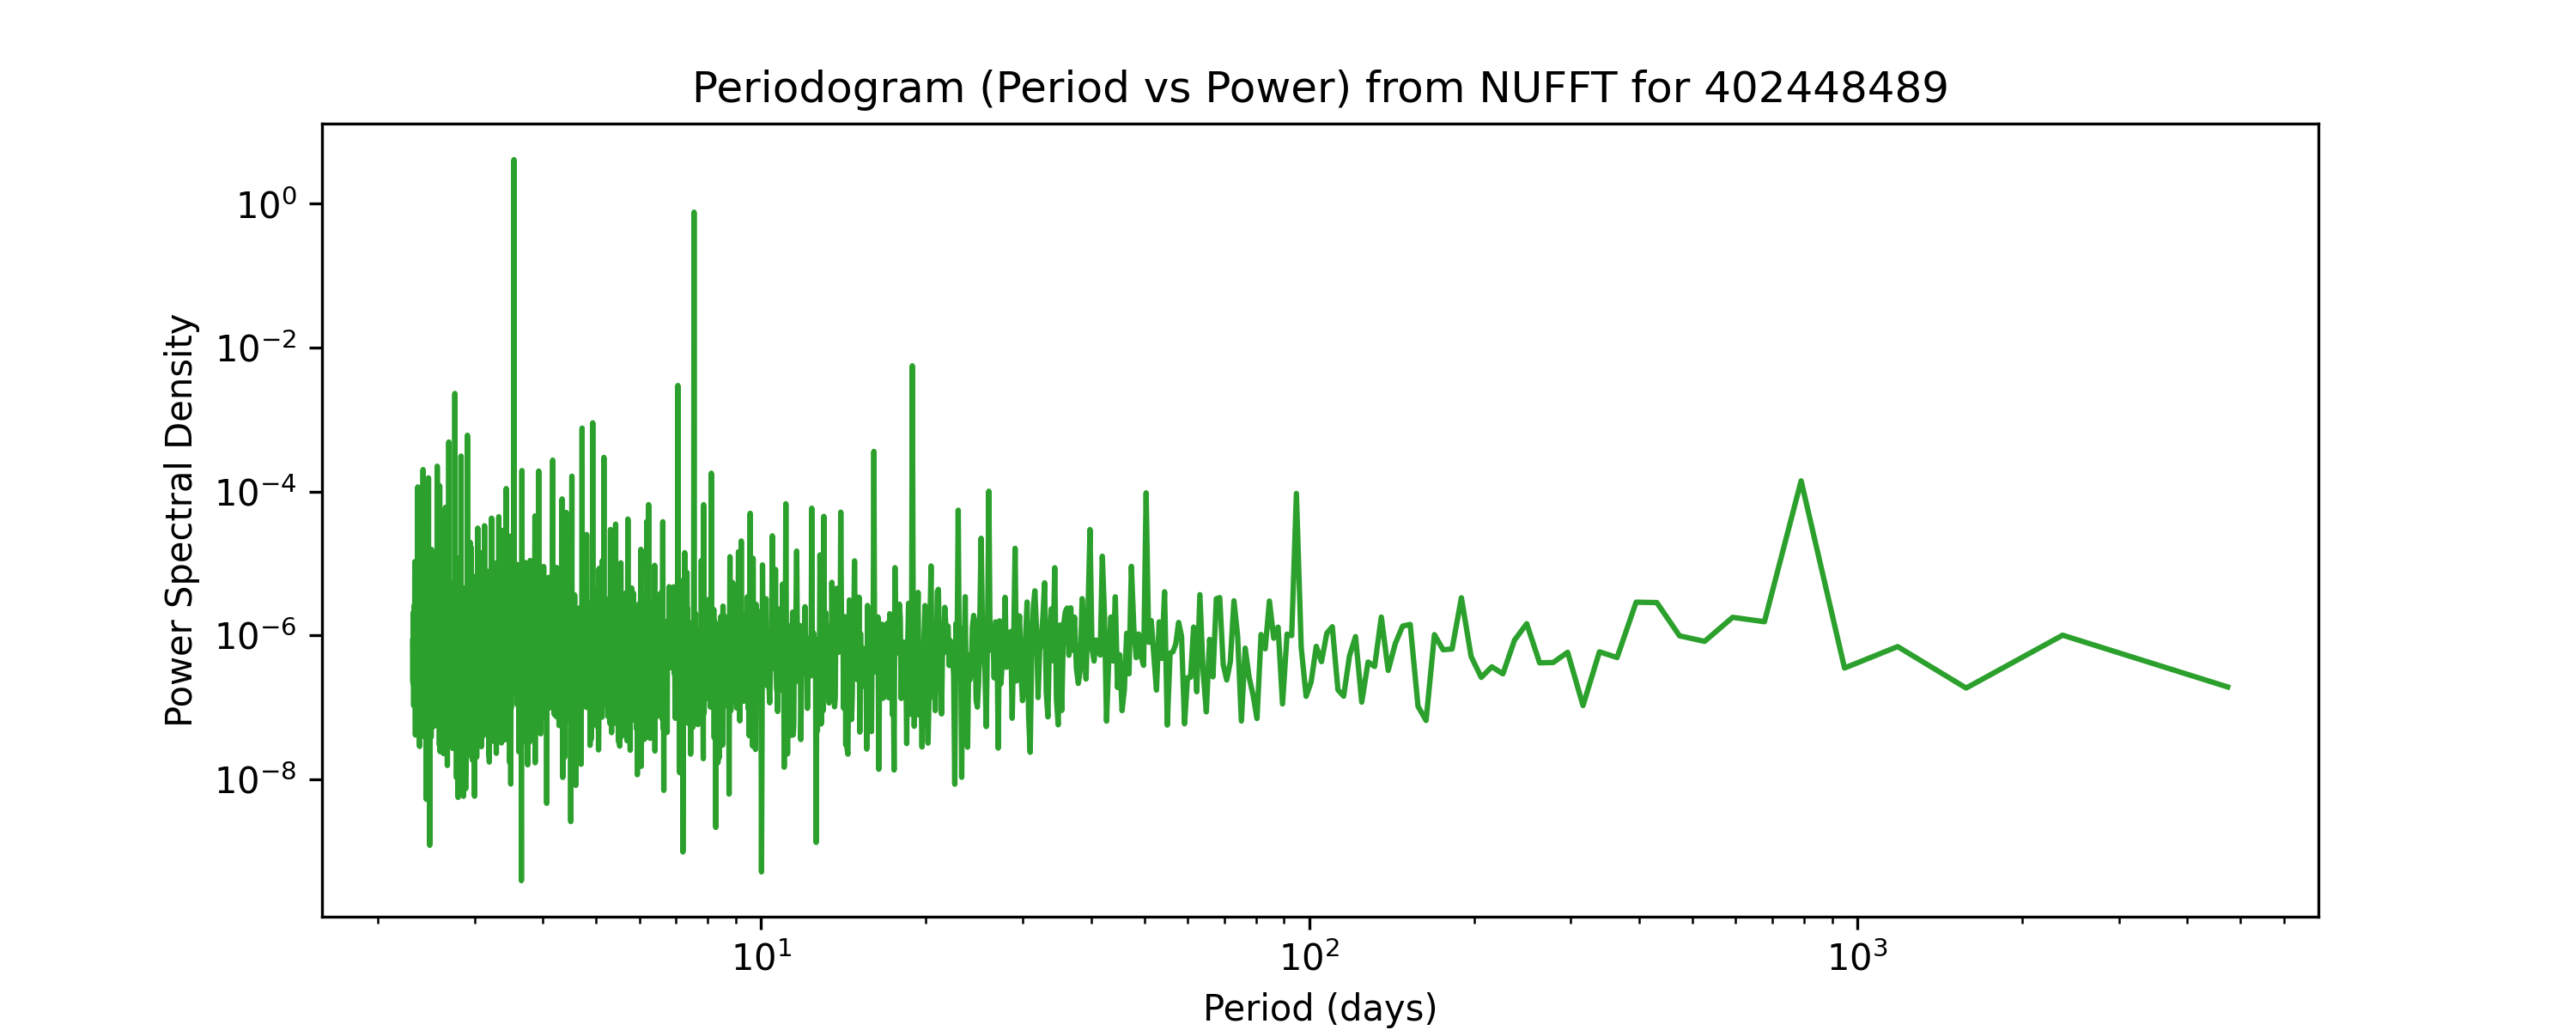 Periodogram (Period vs Power) from NUFFT for 402448489
Power Spectral Density
10⁰
10⁻²
10⁻⁴
10⁻⁶
10⁻⁸
10¹
10²
10³
Period (days)